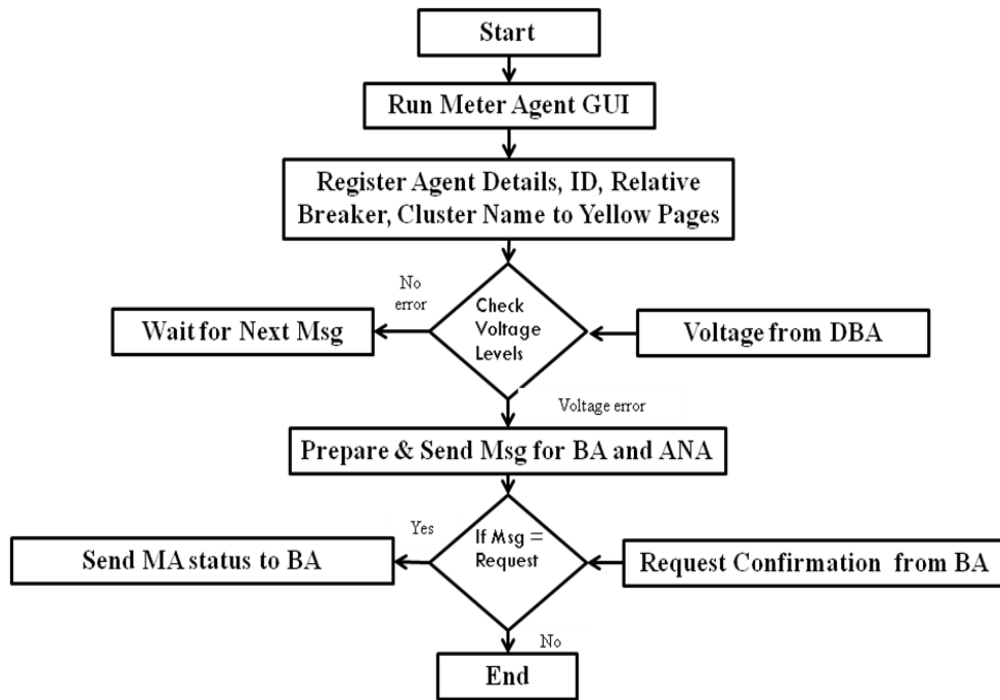 Start
Run Meter Agent GUI
Register Agent Details, ID, Relative
Breaker, Cluster Name to Yellow Pages
No
error
Check
Voltage
Levels
Wait for Next Msg
Voltage from DBA
Voltage error
Prepare & Send Msg for BA and ANA
Yes
If Msg =
Request
Send MA status to BA
Request Confirmation from BA
No
End